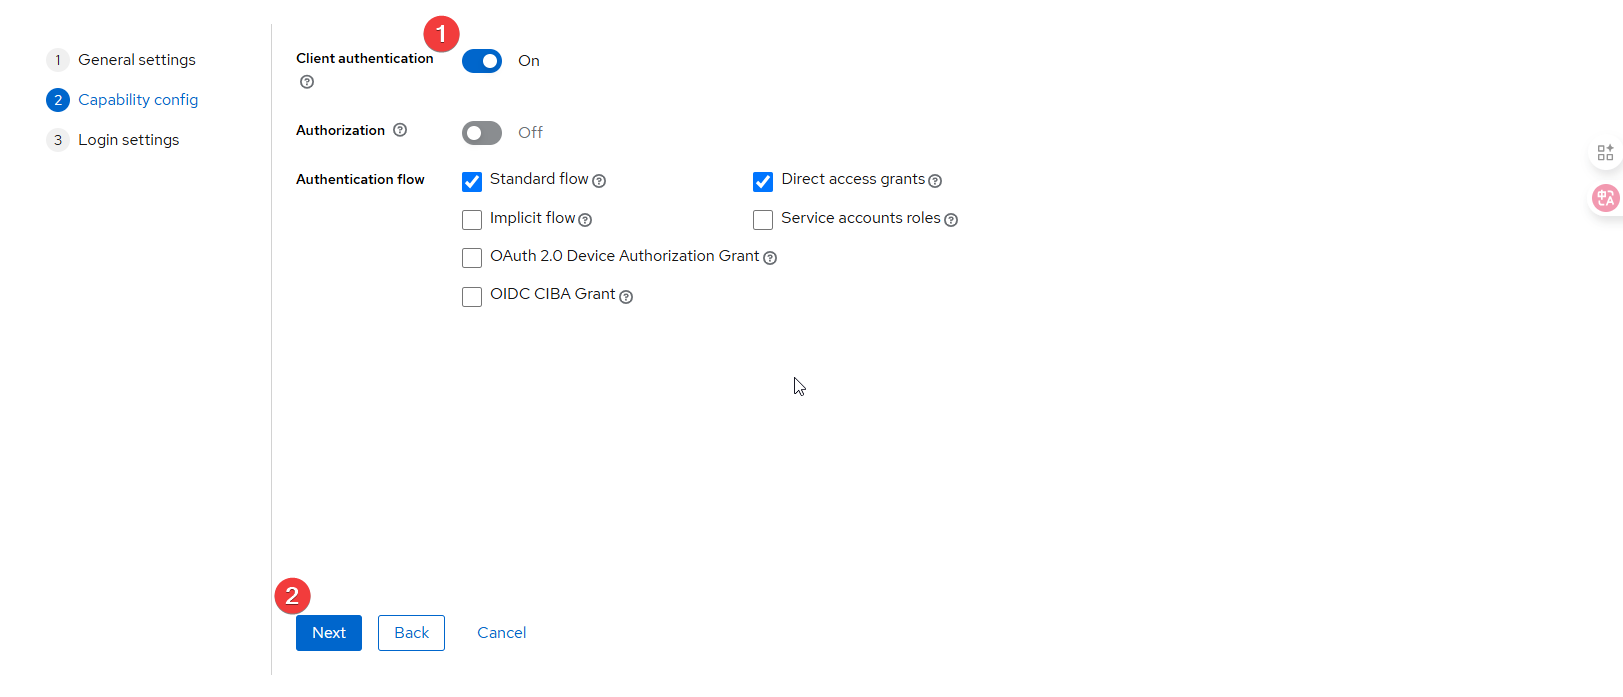 1 General settings
2 Capability config
3 Login settings
1
Client authentication On
Authorization Off
Authentication flow Standard flow Direct access grants
Implicit flow Service accounts roles
OAuth 2.0 Device Authorization Grant
OIDC CIBA Grant
2
Next Back Cancel
中 A